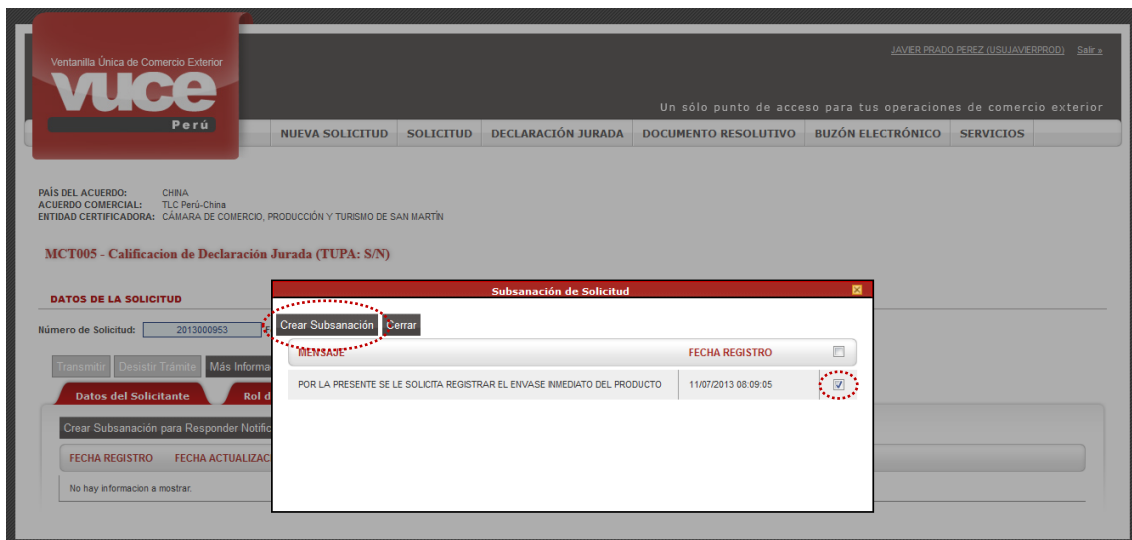 Ventanilla Única de Comercio Exterior
vuce
Perú
JAVIER PRADO PEREZ (USUJAVIERPROD) Salir »
Un sólo punto de acceso para tus operaciones de comercio exterior
NUEVA SOLICITUD SOLICITUD DECLARACIÓN JURADA DOCUMENTO RESOLUTIVO BUZÓN ELECTRÓNICO SERVICIOS
PAÍS DEL ACUERDO: CHINA
ACUERDO COMERCIAL: TLC Perú-China
ENTIDAD CERTIFICADORA: CÁMARA DE COMERCIO, PRODUCCIÓN Y TURISMO DE SAN MARTÍN
MCT005 - Calificacion de Declaración Jurada (TUPA: S/N)
DATOS DE LA SOLICITUD
Número de Solicitud: 2013000953
Transmitir Desistir Trámite Más Informa
Datos del Solicitante Rol d
Crear Subsanación para Responder Notific
FECHA REGISTRO FECHA ACTUALIZAC
No hay informacion a mostrar.
Subsanación de Solicitud
Crear Subsanación Cerrar
MENSAJE FECHA REGISTRO
POR LA PRESENTE SE LE SOLICITA REGISTRAR EL ENVASE INMEDIATO DEL PRODUCTO 11/07/2013 08:09:05